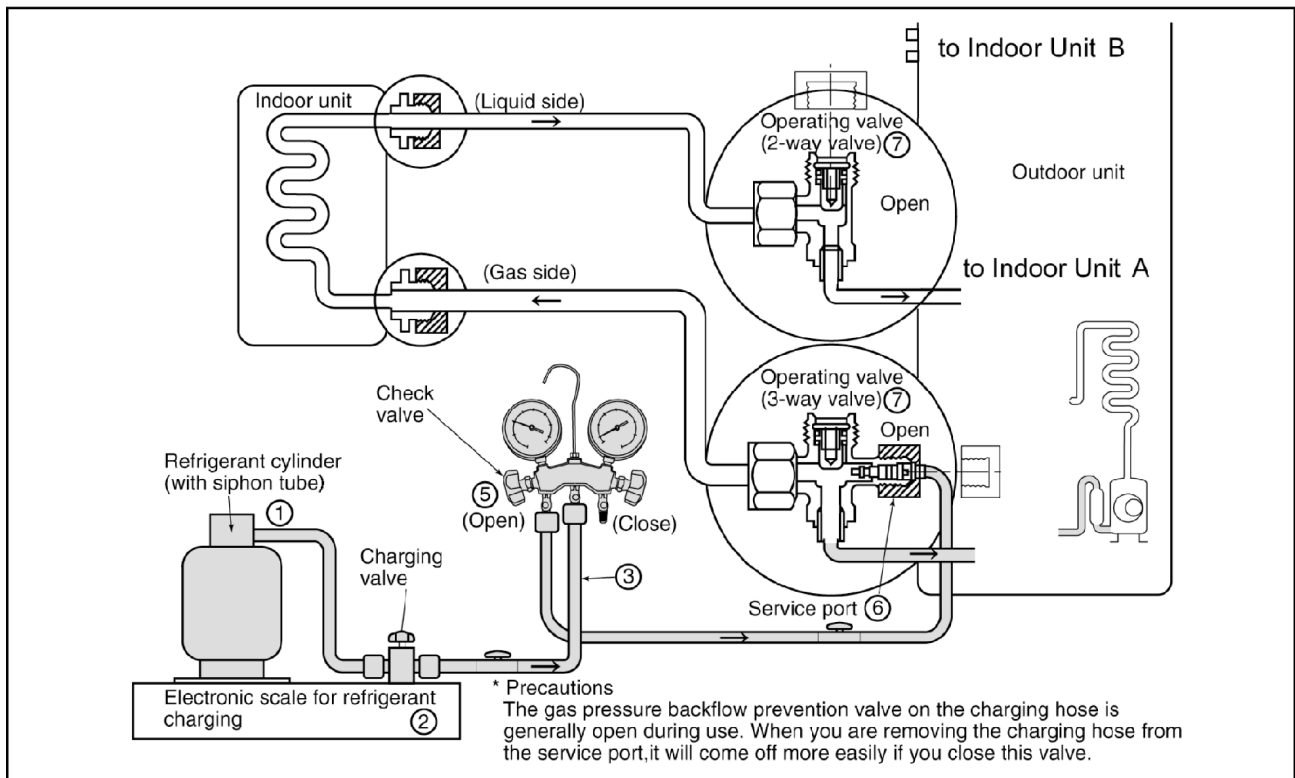 to Indoor Unit B
Indoor unit
(Liquid side)
Operating valve
(2-way valve) ⑦
Open
Outdoor unit
to Indoor Unit A
(Gas side)
Operating valve
(3-way valve) ⑦
Open
Check
valve
Refrigerant cylinder
(with siphon tube)
①
⑤
(Open)
(Close)
Charging
valve
③
Service port ⑥
Electronic scale for refrigerant
charging ②
* Precautions
The gas pressure backflow prevention valve on the charging hose is
generally open during use. When you are removing the charging hose from
the service port,it will come off more easily if you close this valve.